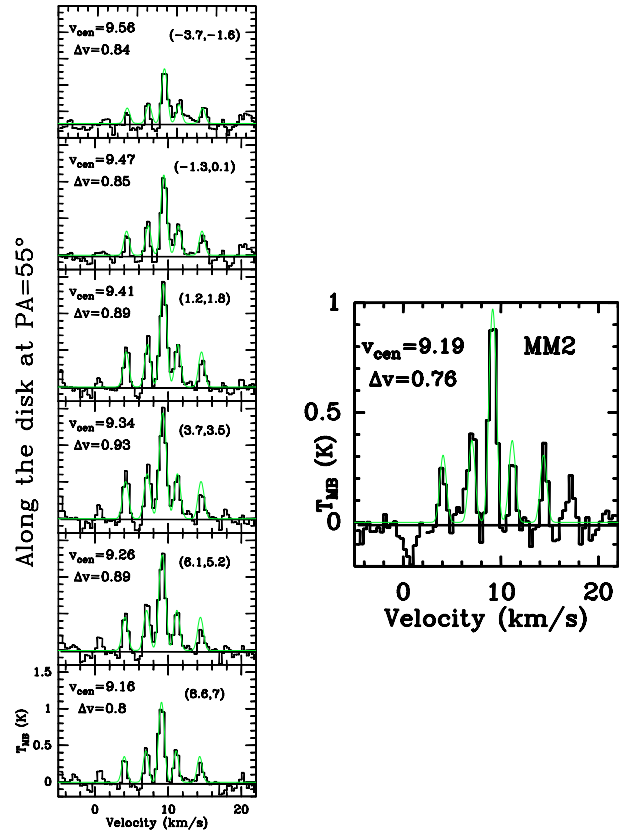 Along the disk at PA=55°
v_cen=9.56
(−3.7,−1.6)
Δv=0.84
v_cen=9.47
(−1.3,0.1)
Δv=0.85
v_cen=9.41
(1.2,1.8)
Δv=0.89
v_cen=9.34
(3.7,3.5)
Δv=0.93
v_cen=9.26
(6.1,5.2)
Δv=0.89
v_cen=9.16
(8.6,7)
Δv=0.8
T_MB (K)
1.5
1
0.5
0
0 10 20
Velocity (km/s)
v_cen=9.19 MM2
Δv=0.76
T_MB (K)
1
0.5
0
0 10 20
Velocity (km/s)